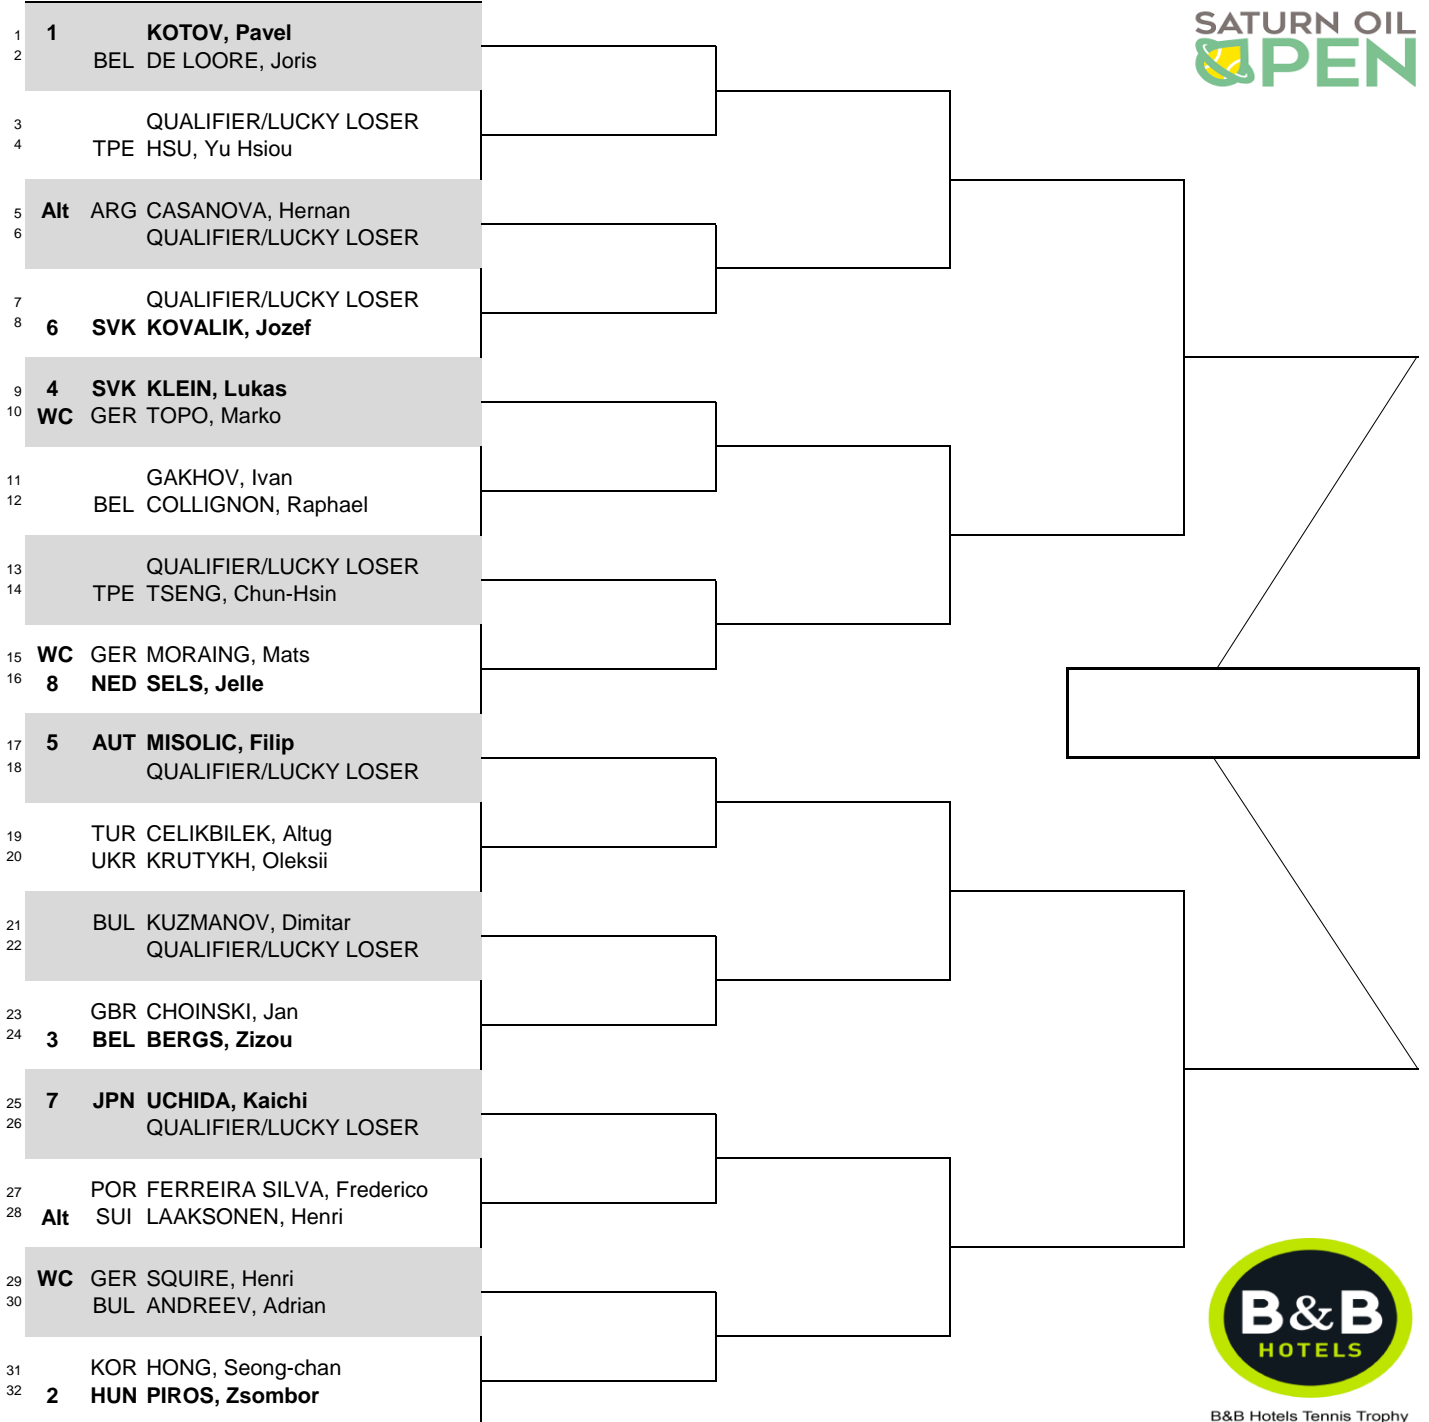 SATURN OIL
OPEN
1 1 KOTOV, Pavel
2 BEL DE LOORE, Joris
3 QUALIFIER/LUCKY LOSER
4 TPE HSU, Yu Hsiou
5 Alt ARG CASANOVA, Hernan
6 QUALIFIER/LUCKY LOSER
7 QUALIFIER/LUCKY LOSER
8 6 SVK KOVALIK, Jozef
9 4 SVK KLEIN, Lukas
10 WC GER TOPO, Marko
11 GAKHOV, Ivan
12 BEL COLLIGNON, Raphael
13 QUALIFIER/LUCKY LOSER
14 TPE TSENG, Chun-Hsin
15 WC GER MORAING, Mats
16 8 NED SELS, Jelle
17 5 AUT MISOLIC, Filip
18 QUALIFIER/LUCKY LOSER
19 TUR CELIKBILEK, Altug
20 UKR KRUTYKH, Oleksii
21 BUL KUZMANOV, Dimitar
22 QUALIFIER/LUCKY LOSER
23 GBR CHOINSKI, Jan
24 3 BEL BERGS, Zizou
25 7 JPN UCHIDA, Kaichi
26 QUALIFIER/LUCKY LOSER
27 POR FERREIRA SILVA, Frederico
28 Alt SUI LAAKSONEN, Henri
29 WC GER SQUIRE, Henri
30 BUL ANDREEV, Adrian
31 KOR HONG, Seong-chan
32 2 HUN PIROS, Zsombor
B&B
HOTELS
B&B Hotels Tennis Trophy